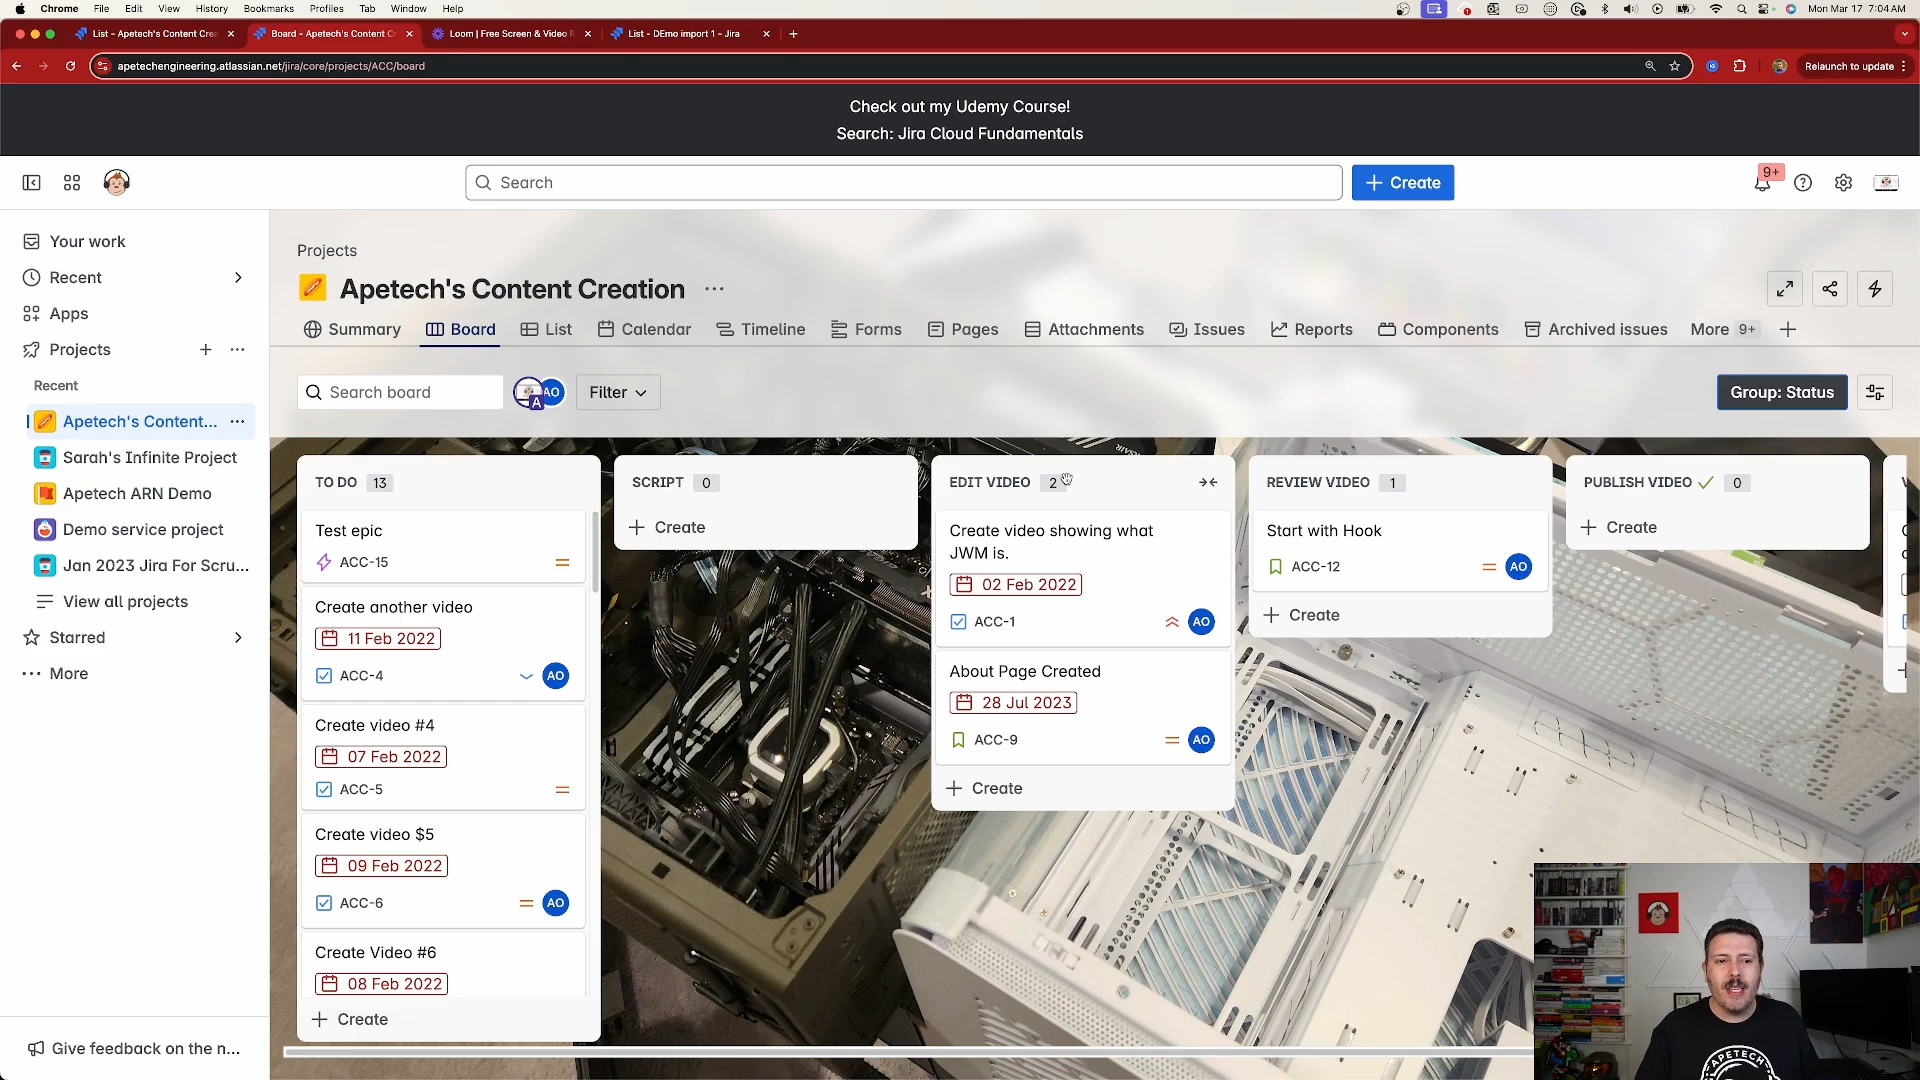 Chrome File Edit View History Bookmarks Profiles Tab Window Help
Mon Mar 17 7:04 AM
List - Apetech's Content Crea
Board - Apetech's Content C
Loom | Free Screen & Video R
List - DEmo import 1 - Jira
apetechengineering.atlassian.net/jira/core/projects/ACC/board
Relaunch to update
Check out my Udemy Course!
Search: Jira Cloud Fundamentals
Search
Create
9+
Your work
Recent
Apps
Projects
Recent
Apetech's Content...
Sarah's Infinite Project
Apetech ARN Demo
Demo service project
Jan 2023 Jira For Scru...
View all projects
Starred
More
Give feedback on the n...
Projects
Apetech's Content Creation
Summary Board List Calendar Timeline Forms Pages Attachments Issues Reports Components Archived issues More 9+
Search board
A
AO
Filter
Group: Status
TO DO 13
Test epic
ACC-15
Create another video
11 Feb 2022
ACC-4
AO
Create video #4
07 Feb 2022
ACC-5
Create video $5
09 Feb 2022
ACC-6
AO
Create Video #6
08 Feb 2022
Create
SCRIPT 0
Create
EDIT VIDEO 2
Create video showing what
JWM is.
02 Feb 2022
ACC-1
AO
About Page Created
28 Jul 2023
ACC-9
AO
Create
REVIEW VIDEO 1
Start with Hook
ACC-12
AO
Create
PUBLISH VIDEO 0
Create
APETECH